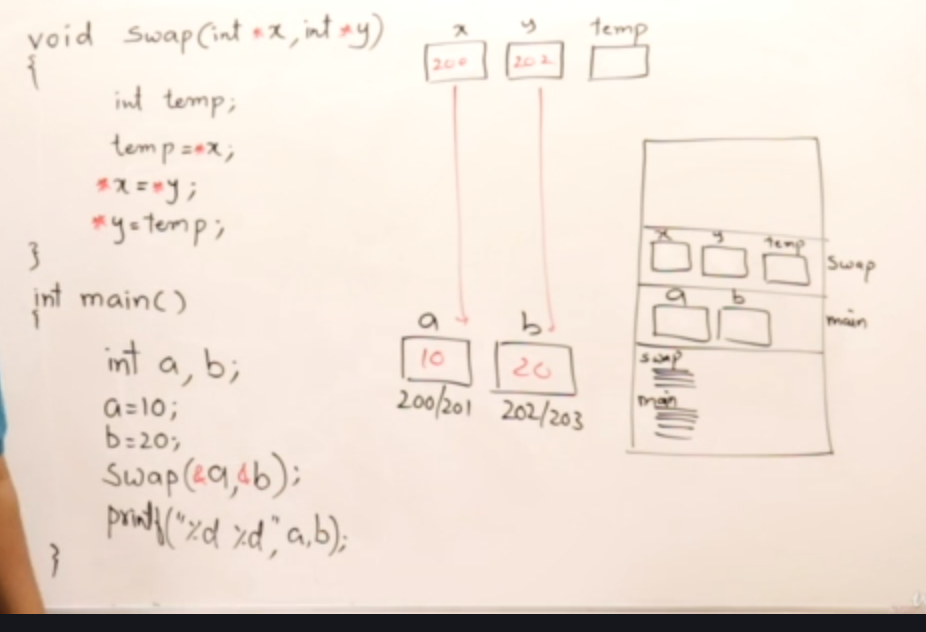 void swap(int *x, int *y)
{
int temp;
temp=*x;
*x=*y;
*y=temp;
}
int main()
{
int a, b;
a=10;
b=20;
Swap(&a,&b);
printf("%d %d", a,b);
}
x y temp
200 202
a b
10 20
200/201 202/203
x y temp
Swap
a b
main
swap
main